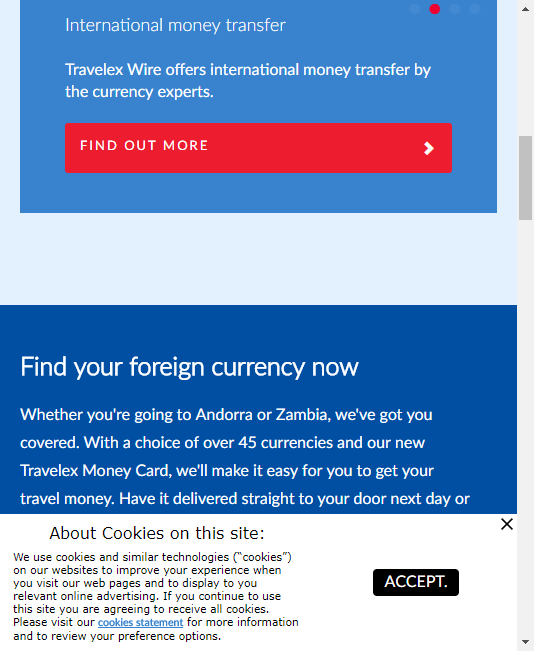 International money transfer
Travelex Wire offers international money transfer by
the currency experts.
FIND OUT MORE
Find your foreign currency now
Whether you're going to Andorra or Zambia, we've got you
covered. With a choice of over 45 currencies and our new
Travelex Money Card, we'll make it easy for you to get your
travel money. Have it delivered straight to your door next day or
About Cookies on this site:
We use cookies and similar technologies (“cookies”)
on our websites to improve your experience when
you visit our web pages and to display to you
relevant online advertising. If you continue to use
this site you are agreeing to receive all cookies.
Please visit our cookies statement for more information
and to review your preference options.
ACCEPT.